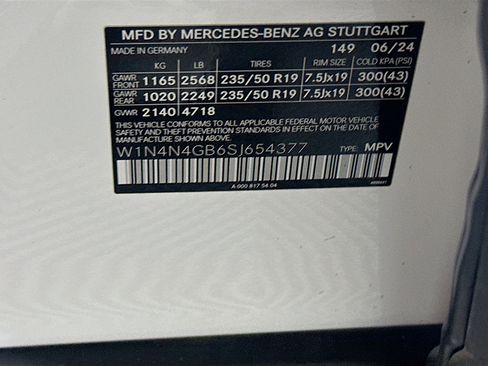 MFD BY MERCEDES-BENZ AG STUTTGART
MADE IN GERMANY 149 06/24
KG LB TIRES RIM SIZE COLD KPA (PSI)
GAWR FRONT 1165 2568 235/50 R19 7.5Jx19 300(43)
GAWR REAR 1020 2249 235/50 R19 7.5Jx19 300(43)
GVWR 2140 4718
THIS VEHICLE CONFORMS TO ALL APPLICABLE FEDERAL MOTOR VEHICLE
SAFETY AND THEFT PREVENTION STANDARDS IN EFFECT ON THE DATE OF
MANUFACTURE SHOWN ABOVE.
W1N4N4GB6SJ654377 TYPE: MPV
A 000 817 54 04